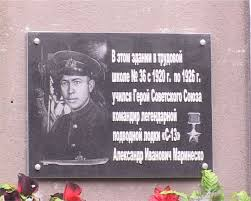 В этом здании и трудовой
школе № 36 с 1920 г. по 1926 г.
учился Герой Советского Союза
командир легендарной
подводной лодки «С-13»
Александр Иванович Маринеско